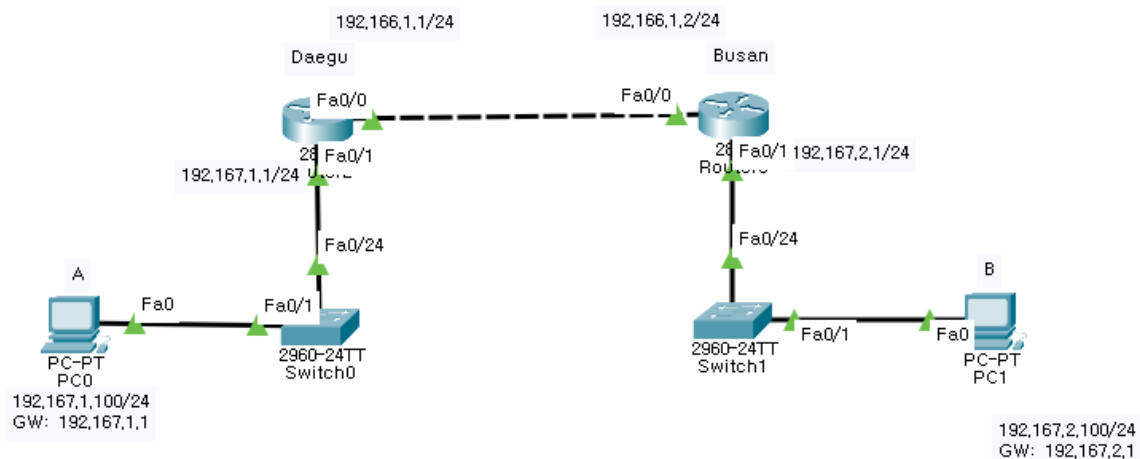 192,166,1,1/24
192,166,1,2/24
Daegu
Busan
Fa0/0
Fa0/0
28
Fa0/1
192,167,1,1/24
28
Fa0/1
192,167,2,1/24
Fa0/24
Fa0/24
A
B
Fa0
Fa0/1
Fa0/1
Fa0
PC-PT
PC0
2960-24TT
Switch0
2960-24TT
Switch1
PC-PT
PC1
192,167,1,100/24
GW: 192,167,1,1
192,167,2,100/24
GW: 192,167,2,1